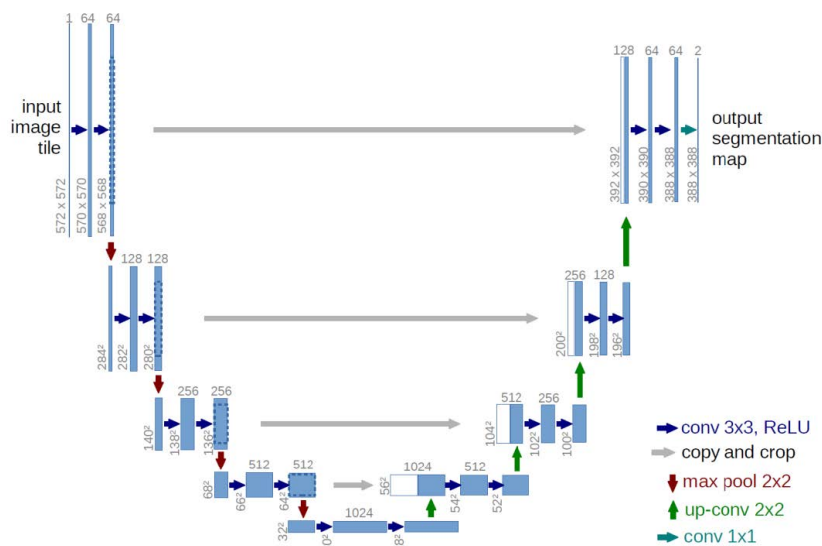 1 64 64
input
image
tile
572 x 572
570 x 570
568 x 568
128 64 64 2
output
segmentation
map
392 x 392
390 x 390
388 x 388
388 x 388
128 128
284²
282²
280²
256 128
200²
198²
196²
256 256
140²
138²
136²
512 256
104²
102²
100²
512 512
68²
66²
64²
1024 512
56²
54²
52²
1024
32²
0²
8²
conv 3x3, ReLU
copy and crop
max pool 2x2
up-conv 2x2
conv 1x1